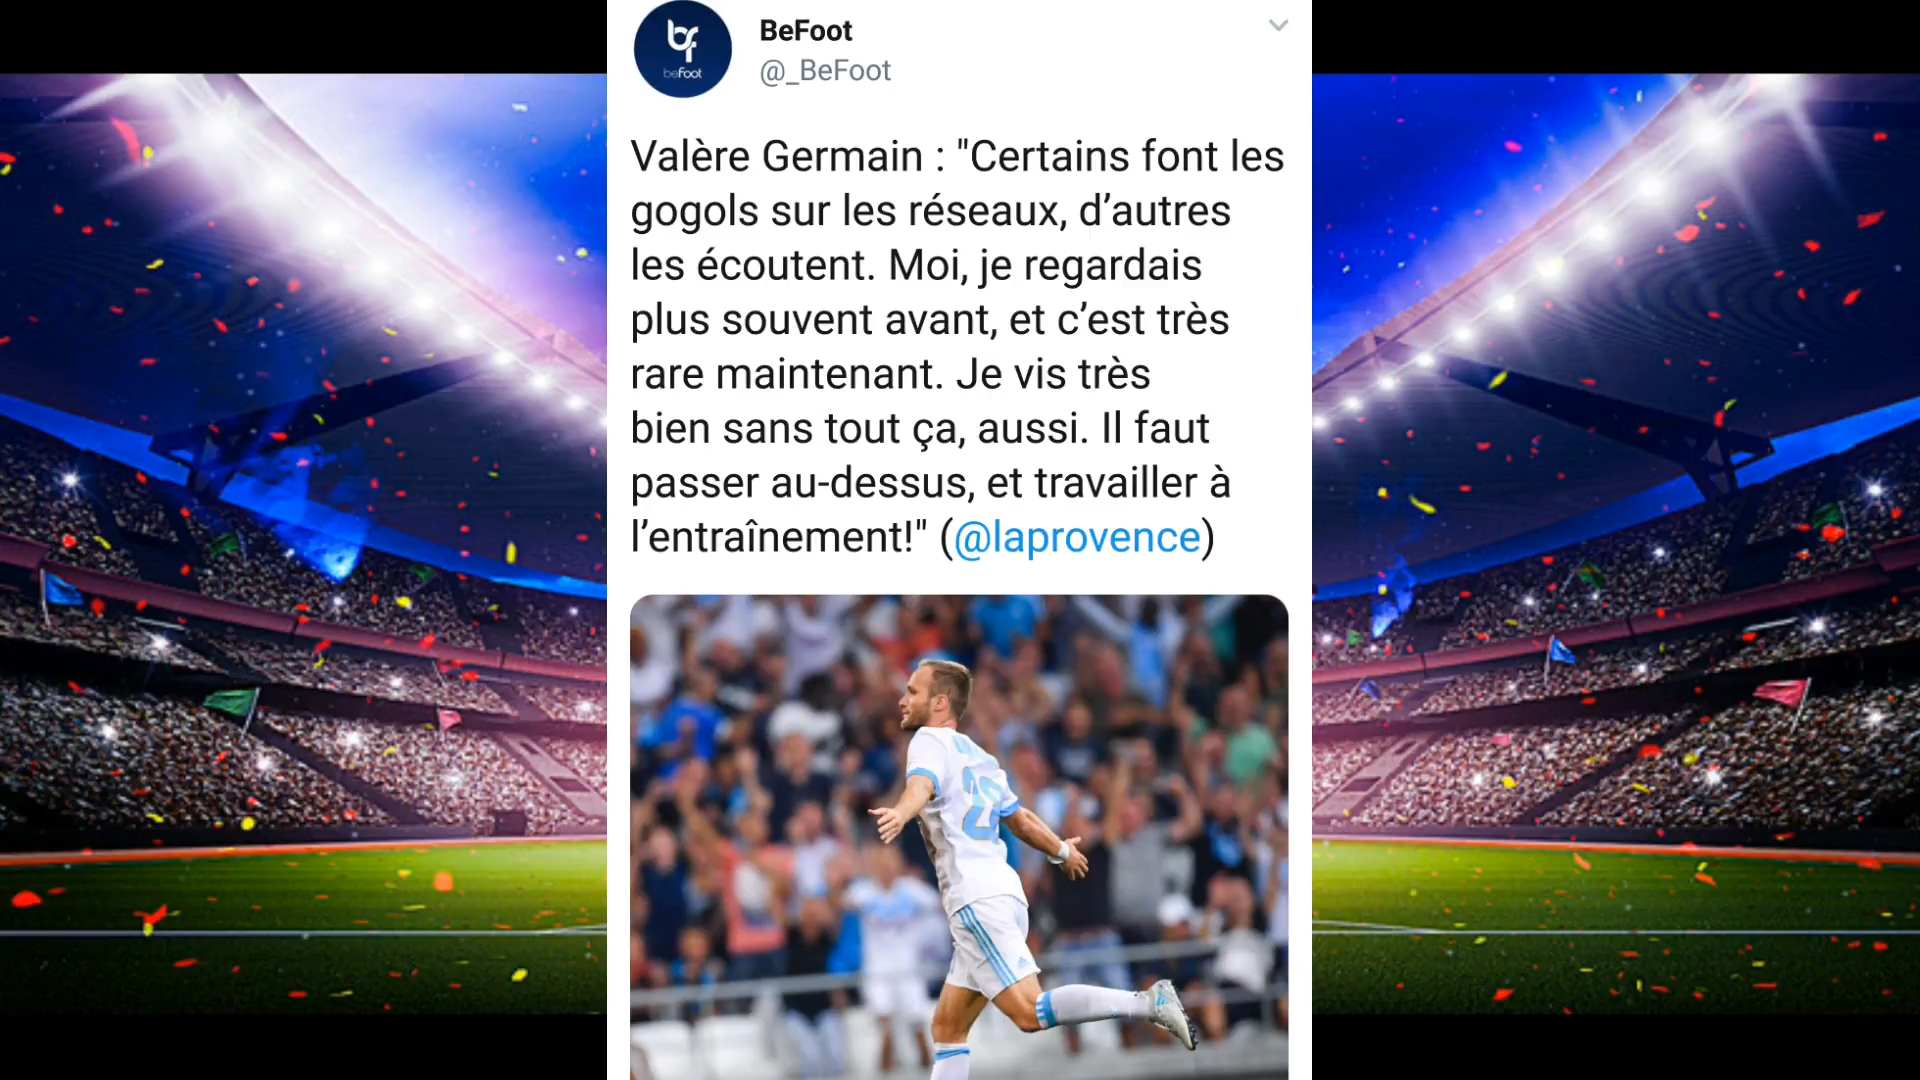 BeFoot
@_BeFoot
bf
beFoot
Valère Germain : "Certains font les
gogols sur les réseaux, d’autres
les écoutent. Moi, je regardais
plus souvent avant, et c’est très
rare maintenant. Je vis très
bien sans tout ça, aussi. Il faut
passer au-dessus, et travailler à
l’entraînement!" (@laprovence)